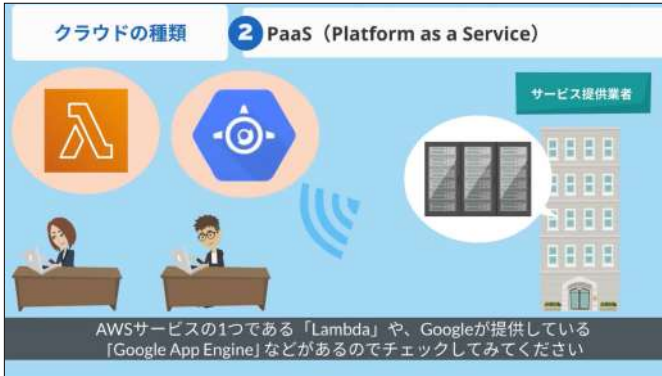 クラウドの種類
2 PaaS（Platform as a Service）
サービス提供業者
AWSサービスの1つである「Lambda」や、Googleが提供している
「Google App Engine」などがあるのでチェックしてみてください